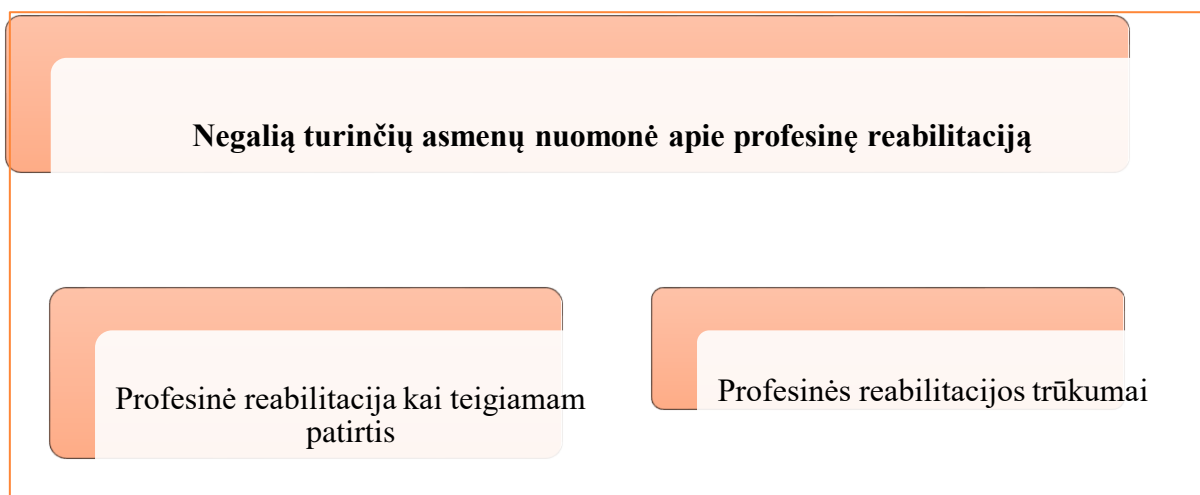 Negalią turinčių asmenų nuomonė apie profesinę reabilitaciją
Profesinė reabilitacija kai teigiamam
patirtis
Profesinės reabilitacijos trūkumai